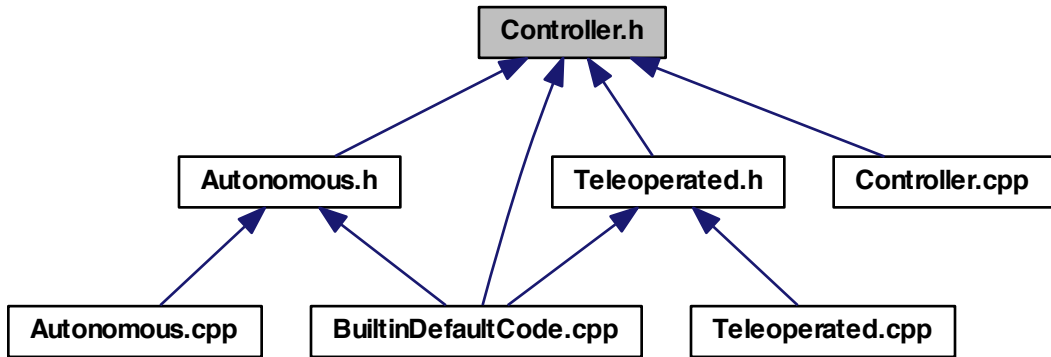 Controller.h
Autonomous.h
Teleoperated.h
Controller.cpp
Autonomous.cpp
BuiltinDefaultCode.cpp
Teleoperated.cpp